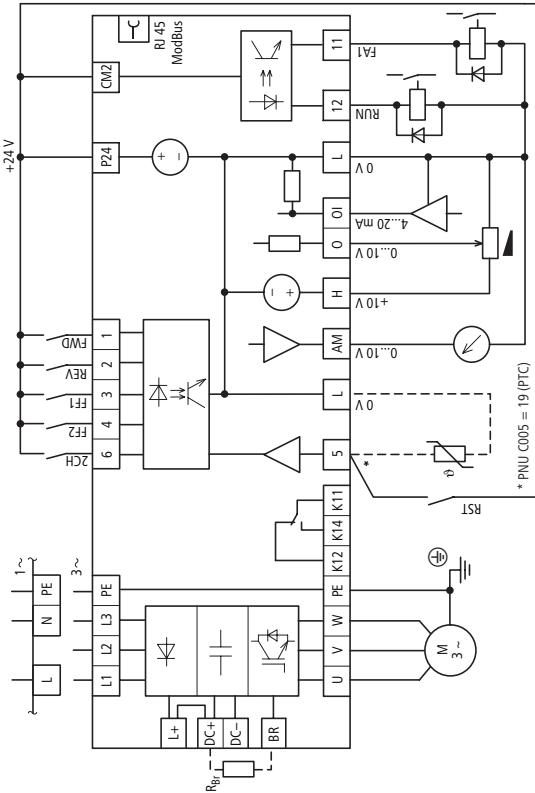 +24 V
RJ 45
ModBus
CM2
P24
FWD
REV
FF1
FF2
2CH
1
2
3
4
6
1 ~
3 ~
L
N
PE
L1
L2
L3
PE
L+
DC+
DC–
BR
RBr
U
V
W
PE
K12
K14
K11
5
L
AM
H
O
OI
L
12
11
*
0 V
0...10 V
+10 V
0...10 V
4...20 mA
0 V
RUN
FA1
M
3 ~
ϑ
RST
* PNU C005 = 19 (PTC)
+
–
–
+